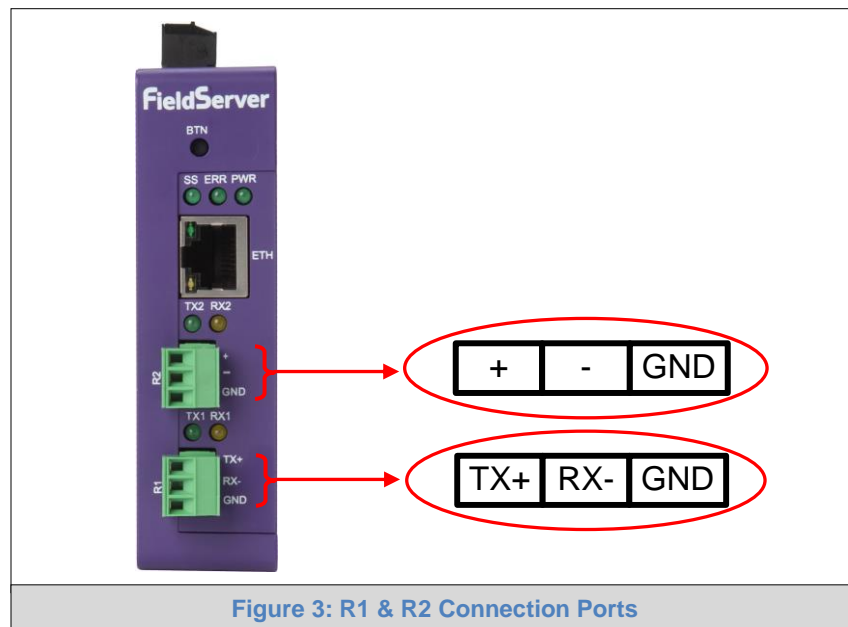 FieldServer
BTN
SS ERR PWR
ETH
TX2 RX2
R2
+
-
GND
TX1 RX1
R1
TX+
RX-
GND
+ - GND
TX+ RX- GND
Figure 3: R1 & R2 Connection Ports